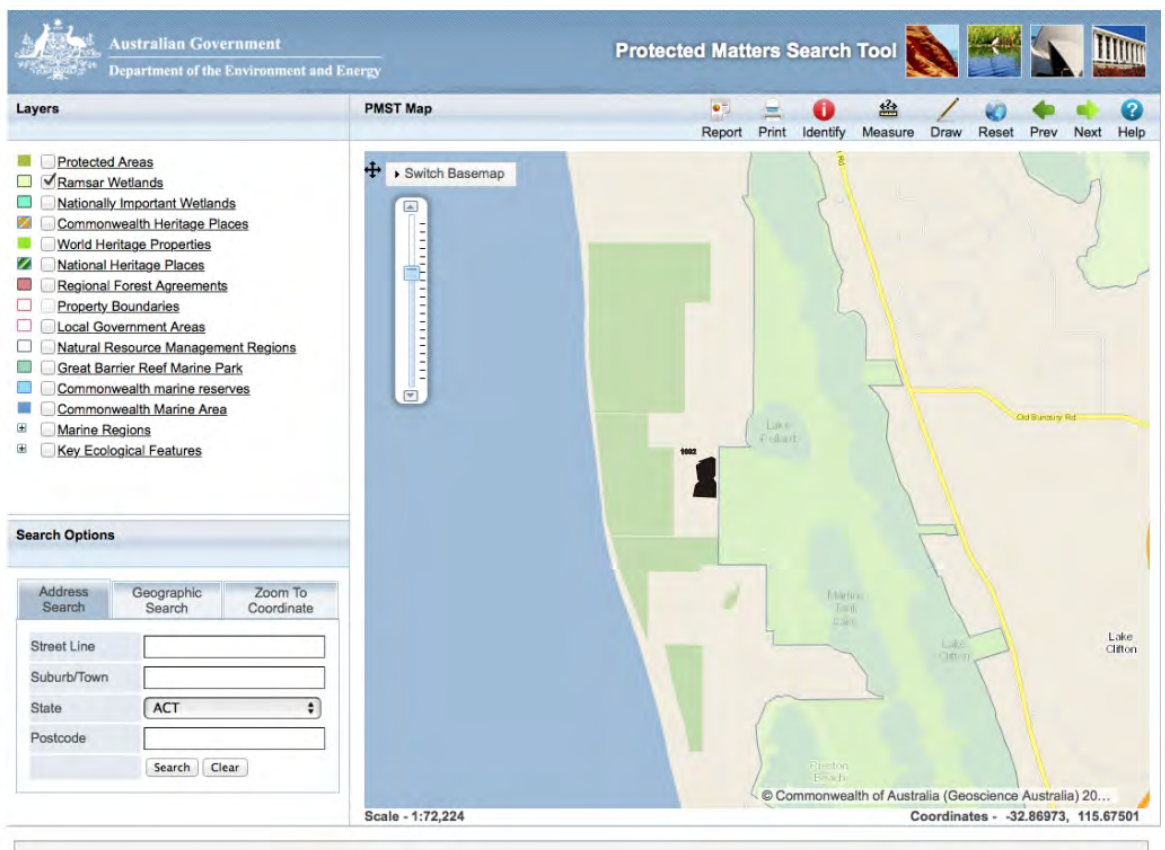 Australian Government
Department of the Environment and Energy
Protected Matters Search Tool
Layers
PMST Map
Report Print Identify Measure Draw Reset Prev Next Help
Protected Areas
Ramsar Wetlands
Nationally Important Wetlands
Commonwealth Heritage Places
World Heritage Properties
National Heritage Places
Regional Forest Agreements
Property Boundaries
Local Government Areas
Natural Resource Management Regions
Great Barrier Reef Marine Park
Commonwealth marine reserves
Commonwealth Marine Area
Marine Regions
Key Ecological Features
Switch Basemap
Rd
Old Bunbury Rd
Lake
Pollard
1002
Martins
Tank
Lake
Lake
Clifton
Lake
Clifton
Preston
Beach
© Commonwealth of Australia (Geoscience Australia) 20...
Scale - 1:72,224
Coordinates - -32.86973, 115.67501
Search Options
Address
Search
Geographic
Search
Zoom To
Coordinate
Street Line
Suburb/Town
State
ACT
Postcode
Search Clear